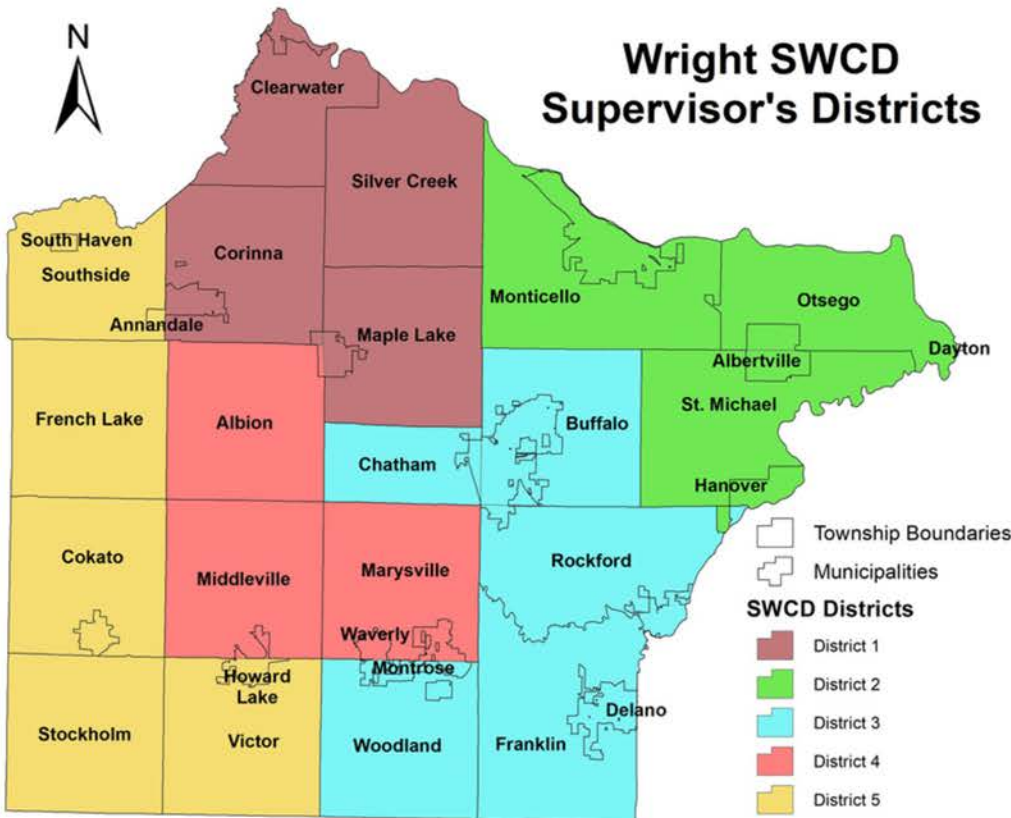 N
Wright SWCD
Supervisor's Districts
Clearwater
Silver Creek
South Haven
Southside
Corinna
Monticello
Otsego
Annandale
Maple Lake
Albertville
Dayton
French Lake
Albion
Buffalo
St. Michael
Chatham
Hanover
Cokato
Middleville
Marysville
Rockford
Waverly
Montrose
Howard
Lake
Stockholm
Victor
Woodland
Franklin
Delano
Township Boundaries
Municipalities
SWCD Districts
District 1
District 2
District 3
District 4
District 5